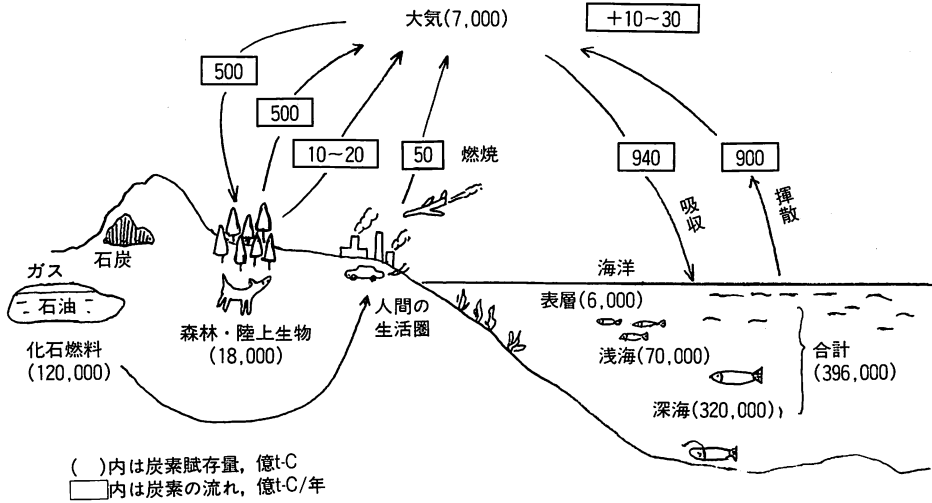 大気(7,000)
+10～30
500
500
10～20
50
燃焼
940
900
吸収
揮散
石炭
ガス
石油
化石燃料
(120,000)
森林・陸上生物
(18,000)
人間の
生活圏
海洋
表層(6,000)
浅海(70,000)
深海(320,000)
合計
(396,000)
( )内は炭素賦存量，億t-C
内は炭素の流れ，億t-C/年